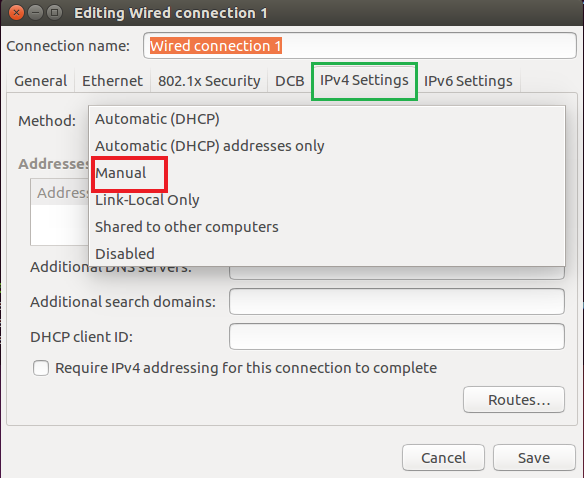 Editing Wired connection 1
Connection name: Wired connection 1
General Ethernet 802.1x Security DCB IPv4 Settings IPv6 Settings
Method:
Automatic (DHCP)
Automatic (DHCP) addresses only
Manual
Link-Local Only
Shared to other computers
Disabled
Addresses
Address
Additional DNS servers:
Additional search domains:
DHCP client ID:
Require IPv4 addressing for this connection to complete
Routes...
Cancel Save